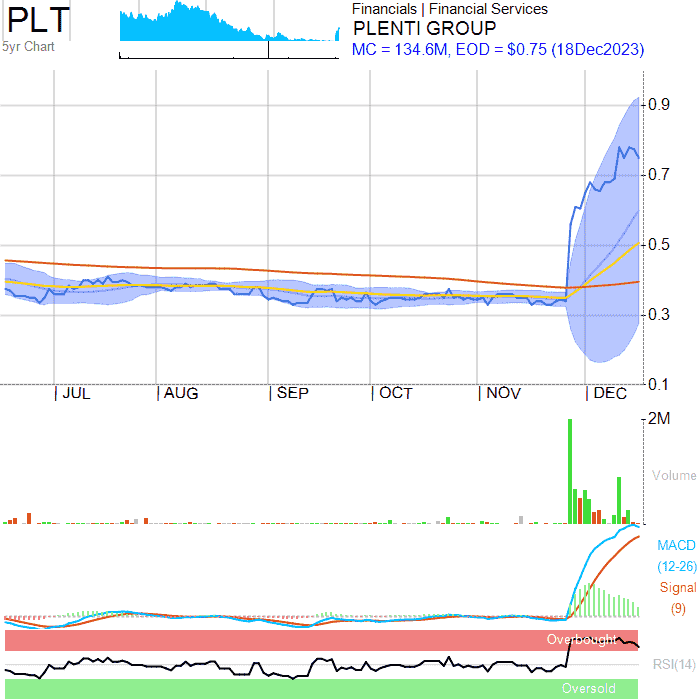 PLT
5yr Chart
Financials | Financial Services
PLENTI GROUP
MC = 134.6M, EOD = $0.75 (18Dec2023)
0.9
0.7
0.5
0.3
0.1
JUL
AUG
SEP
OCT
NOV
DEC
2M
Volume
MACD
(12-26)
Signal
(9)
Overbought
RSI(14)
Oversold